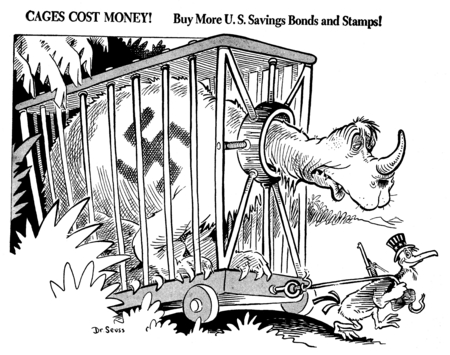 CAGES COST MONEY! Buy More U. S. Savings Bonds and Stamps!
Dr. Seuss